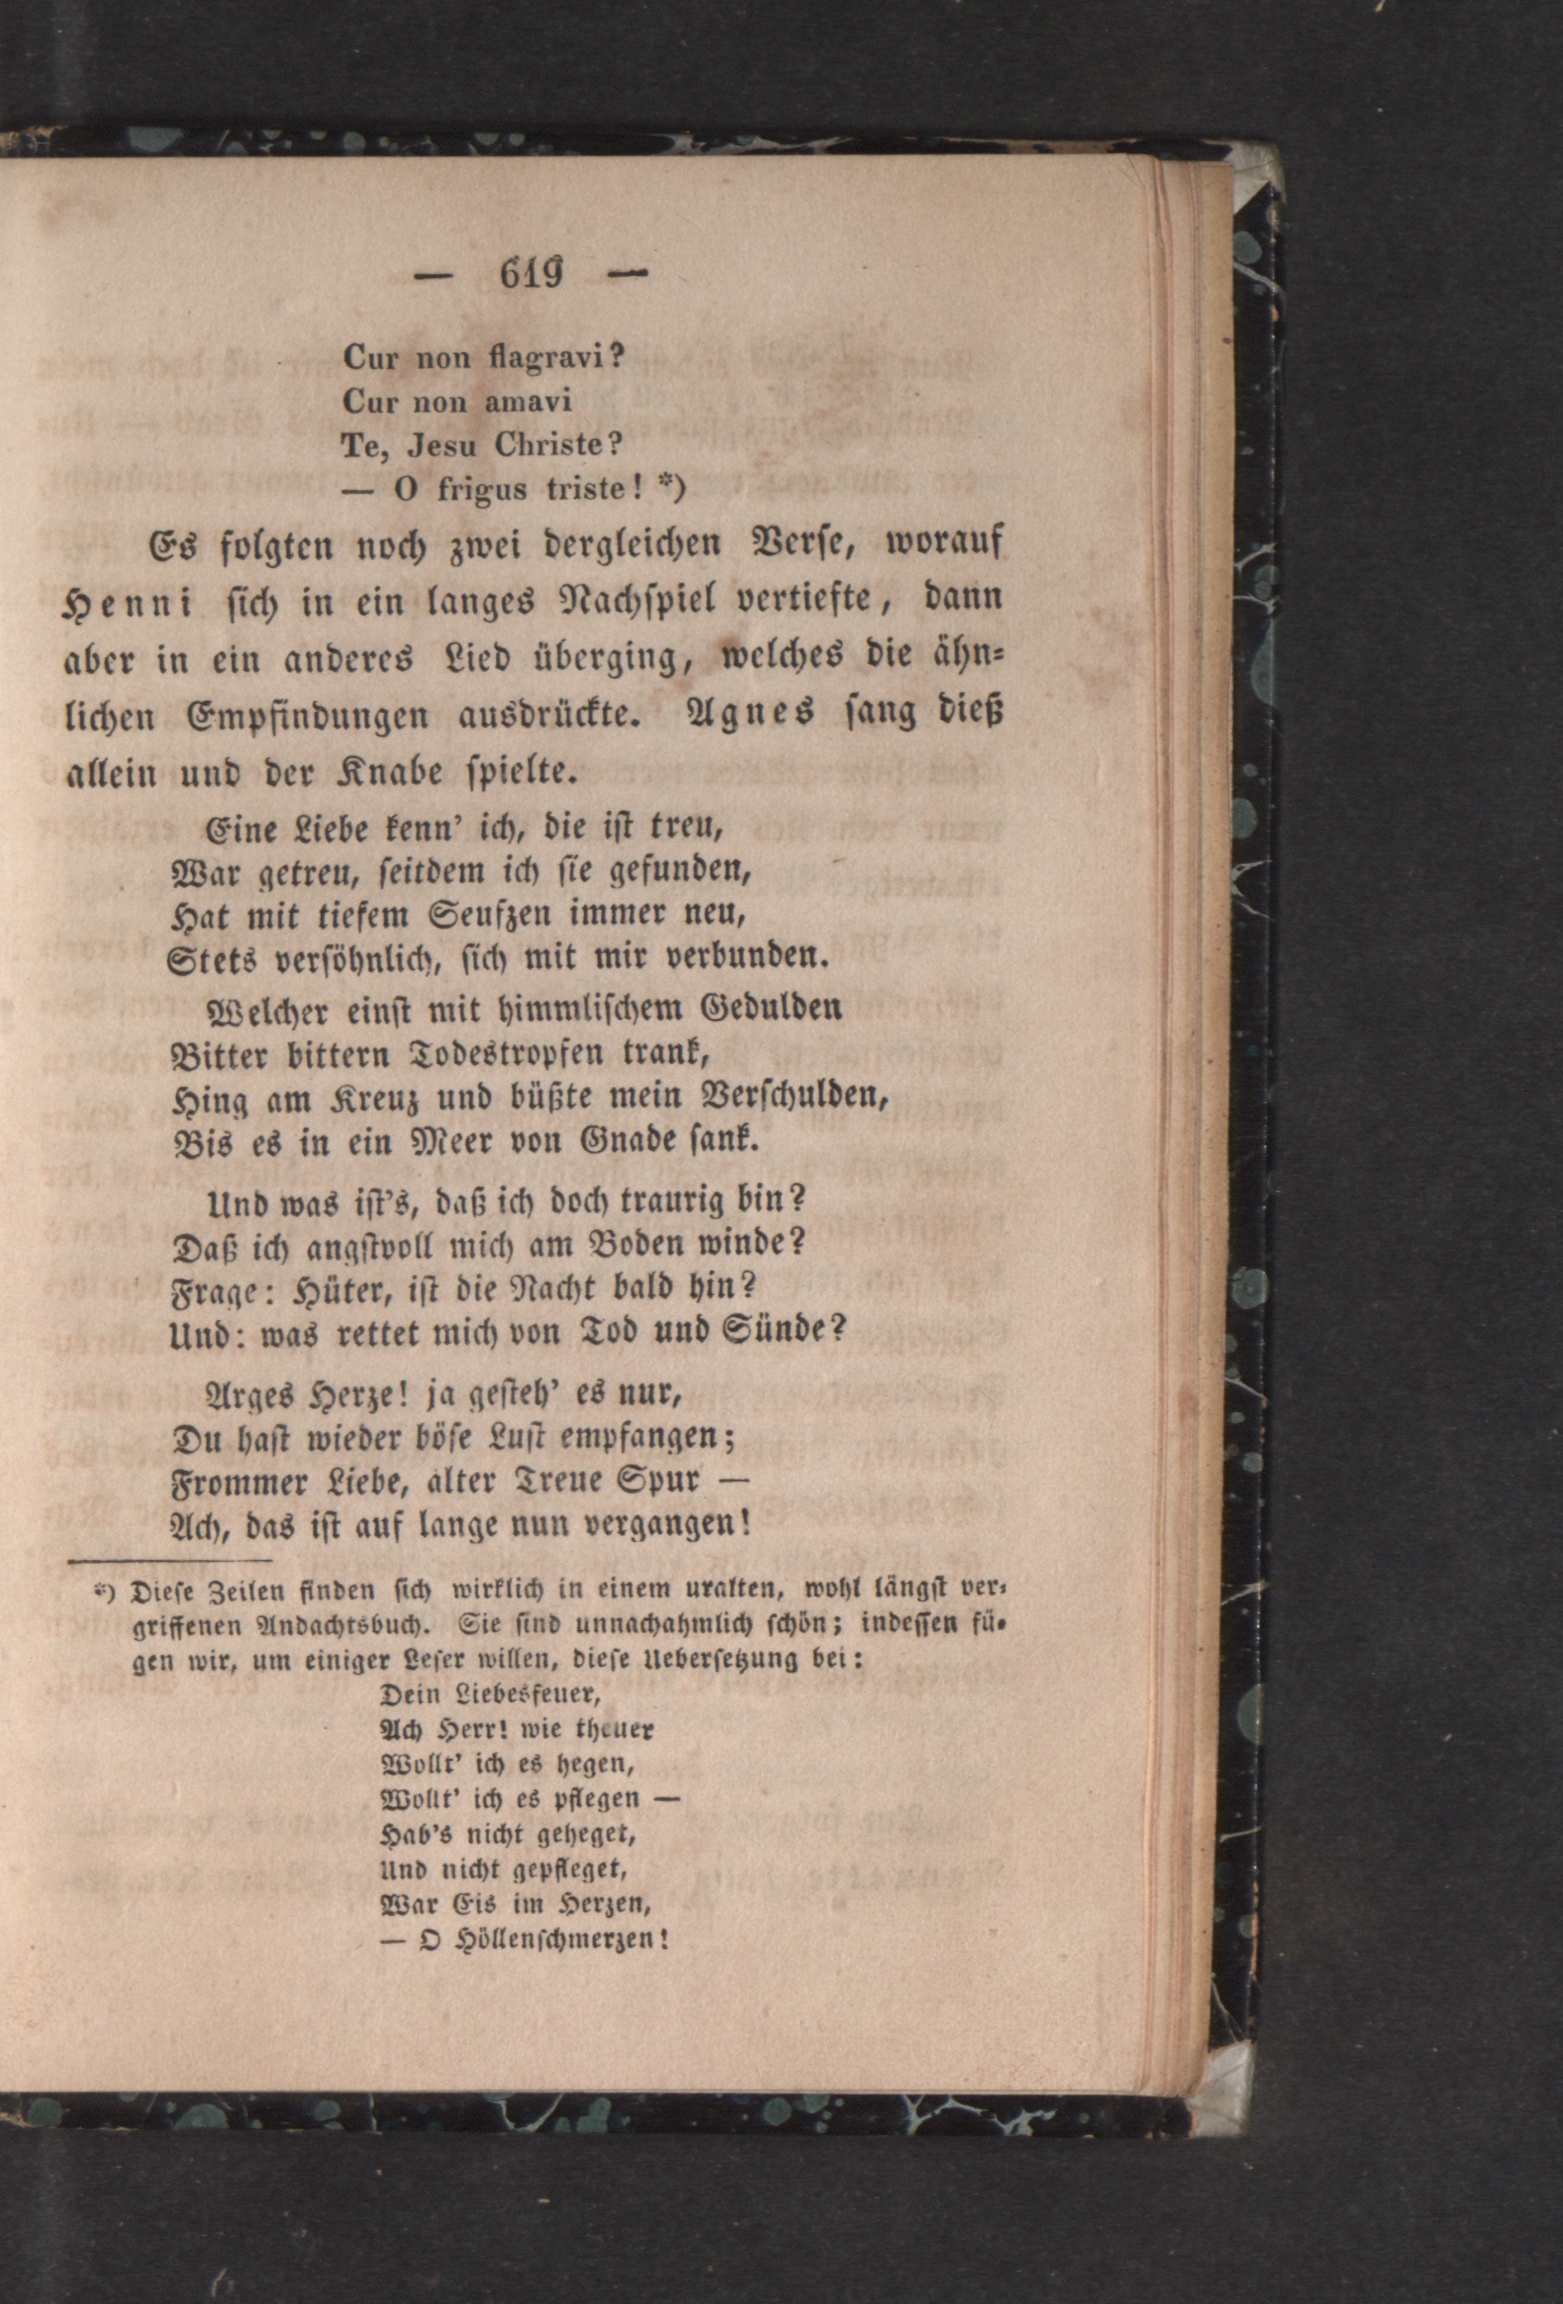 — 619 —
Cur non flagravi?
Cur non amavi
Te, Jesu Christe?
— O frigus triste! *)
Es folgten noch zwei dergleichen Verse, worauf
Henni ſich in ein langes Nachſpiel vertiefte, dann
aber in ein anderes Lied überging, welches die ähn⸗
lichen Empfindungen ausdrückte. Agnes ſang dieß
allein und der Knabe ſpielte.
Eine Liebe kenn' ich, die iſt treu,
War getreu, ſeitdem ich ſie gefunden,
Hat mit tiefem Seufzen immer neu,
Stets verſöhnlich, ſich mit mir verbunden.
Welcher einſt mit himmliſchem Gedulden
Bitter bittern Todestropfen trank,
Hing am Kreuz und büßte mein Verſchulden,
Bis es in ein Meer von Gnade ſank.
Und was iſt's, daß ich doch traurig bin?
Daß ich angſtvoll mich am Boden winde?
Frage: Hüter, iſt die Nacht bald hin?
Und: was rettet mich von Tod und Sünde?
Arges Herze! ja geſteh' es nur,
Du haſt wieder böſe Luſt empfangen;
Frommer Liebe, alter Treue Spur —
Ach, das iſt auf lange nun vergangen!
*) Dieſe Zeilen finden ſich wirklich in einem uralten, wohl längſt ver⸗
griffenen Andachtsbuch. Sie ſind unnachahmlich ſchön; indeſſen fü⸗
gen wir, um einiger Leſer willen, dieſe Ueberſetzung bei:
Dein Liebesfeuer,
Ach Herr! wie theuer
Wollt' ich es hegen,
Wollt' ich es pflegen —
Hab's nicht geheget,
Und nicht gepfleget,
War Eis im Herzen,
— O Höllenſchmerzen!